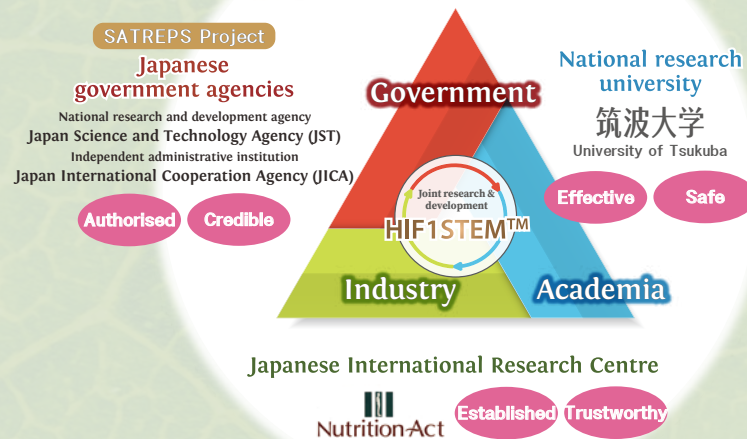 SATREPS Project
Japanese
government agencies
National research and development agency
Japan Science and Technology Agency (JST)
Independent administrative institution
Japan International Cooperation Agency (JICA)
Authorised
Credible
Government
National research
university
筑波大学
University of Tsukuba
Effective
Safe
Joint research &
development
HIF1STEM™
Industry
Academia
Japanese International Research Centre
Nutrition-Act
Established
Trustworthy